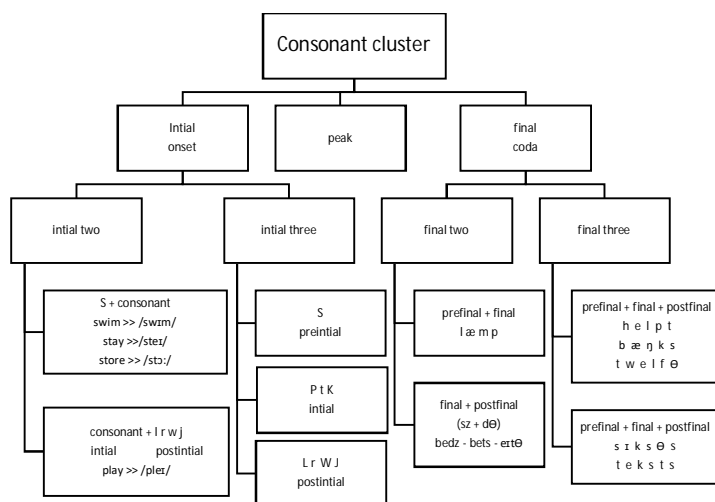 Consonant cluster
Intial
onset
peak
final
coda
intial two
intial three
final two
final three
S + consonant
swim >> /swɪm/
stay >> /steɪ/
store >> /stɔː/
consonant + l r w j
intial postintial
play >> /pleɪ/
S
preintial
P t K
intial
L r W J
postintial
prefinal + final
l æ m p
final + postfinal
(sz + dɵ)
bedz - bets - eɪtɵ
prefinal + final + postfinal
h e l p t
b æ ŋ k s
t w e l f ɵ
prefinal + final + postfinal
s ɪ k s ɵ s
t e k s t s